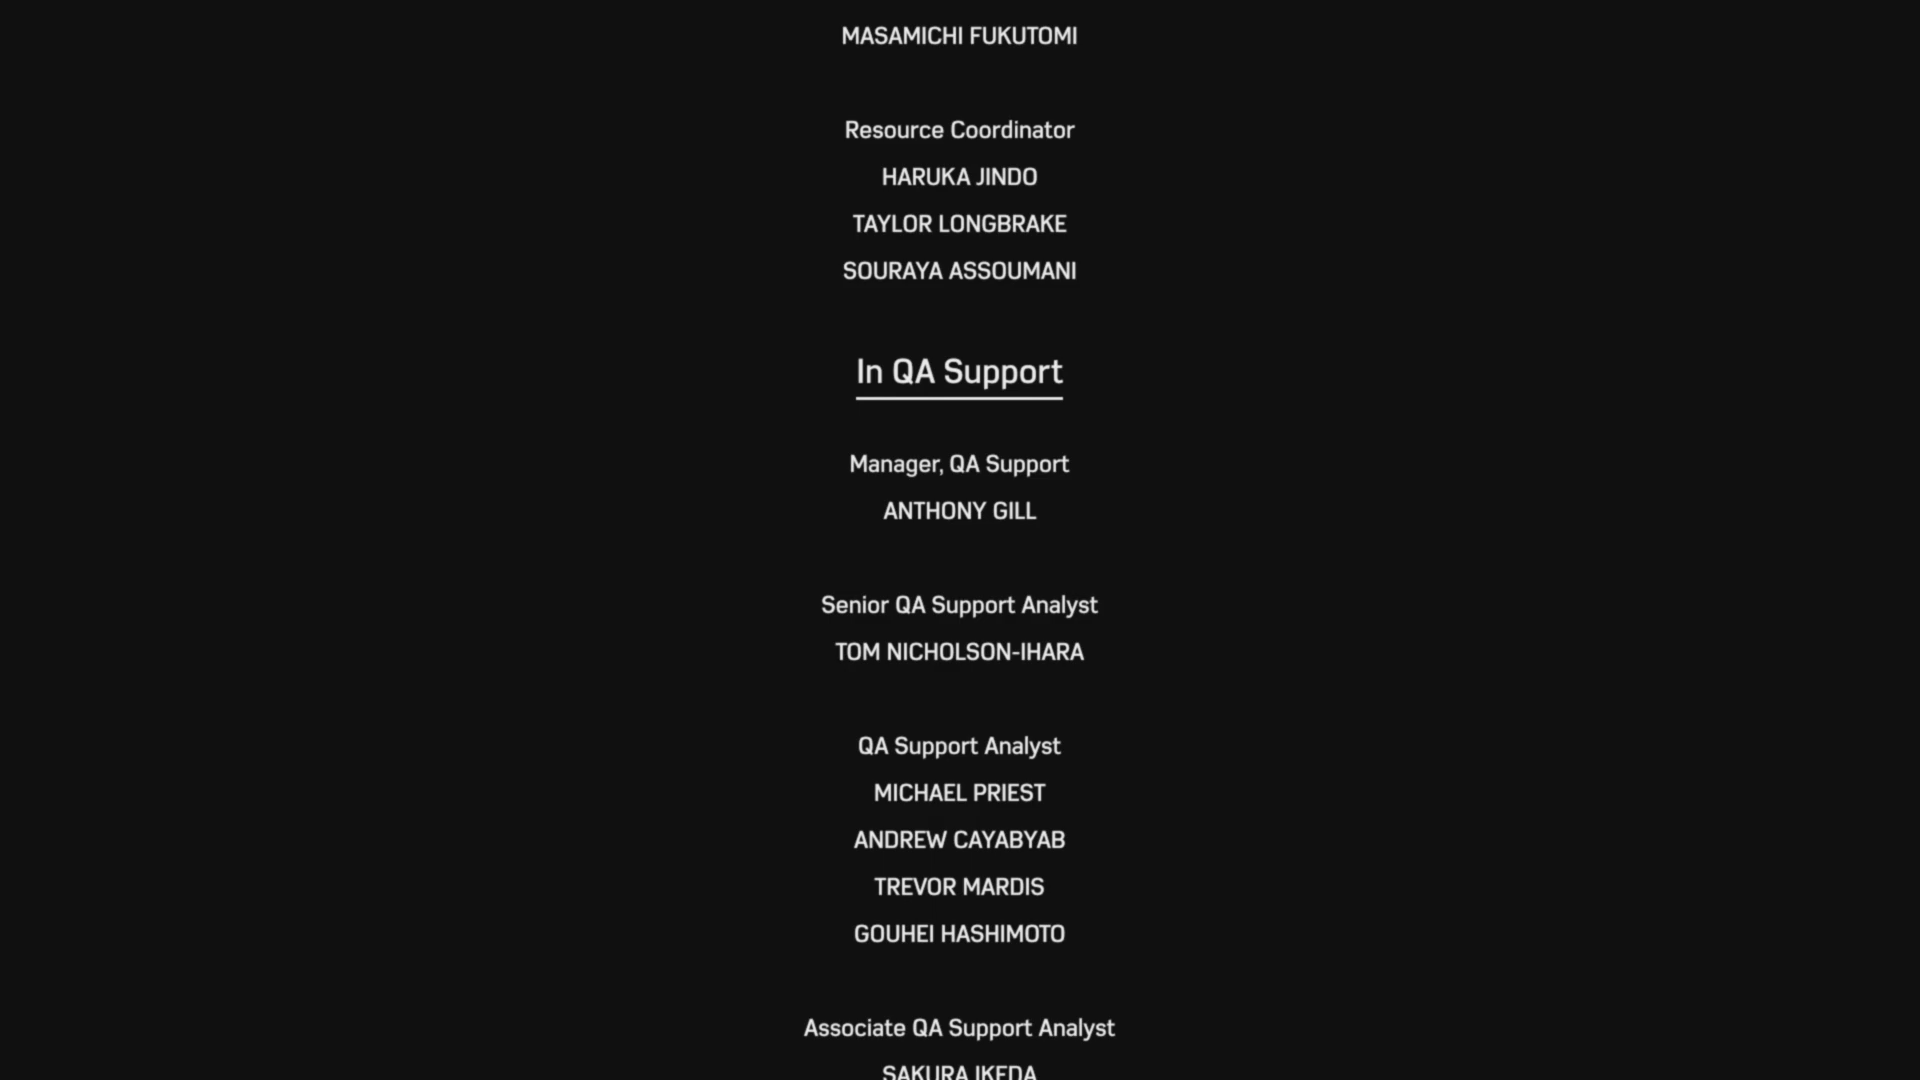 MASAMICHI FUKUTOMI
Resource Coordinator
HARUKA JINDO
TAYLOR LONGBRAKE
SOURAYA ASSOUMANI
In QA Support
Manager, QA Support
ANTHONY GILL
Senior QA Support Analyst
TOM NICHOLSON-IHARA
QA Support Analyst
MICHAEL PRIEST
ANDREW CAYABYAB
TREVOR MARDIS
GOUHEI HASHIMOTO
Associate QA Support Analyst
SAKURA IKEDA